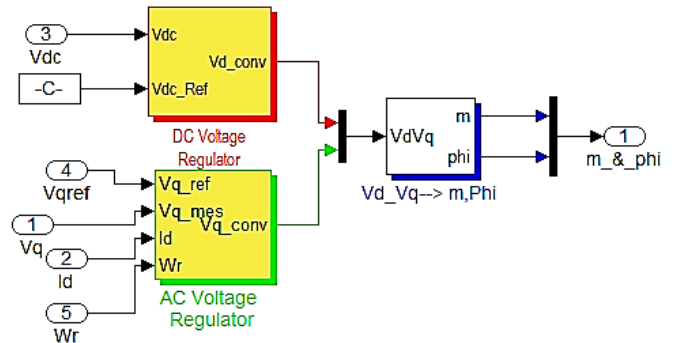 3
Vdc
-C-
Vdc
Vdc_Ref
Vd_conv
DC Voltage
Regulator
4
Vqref
1
Vq
2
Id
5
Wr
Vq_ref
Vq_mes
Id
Wr
Vq_conv
AC Voltage
Regulator
VdVq
m
phi
Vd_Vq--> m,Phi
1
m_&_phi